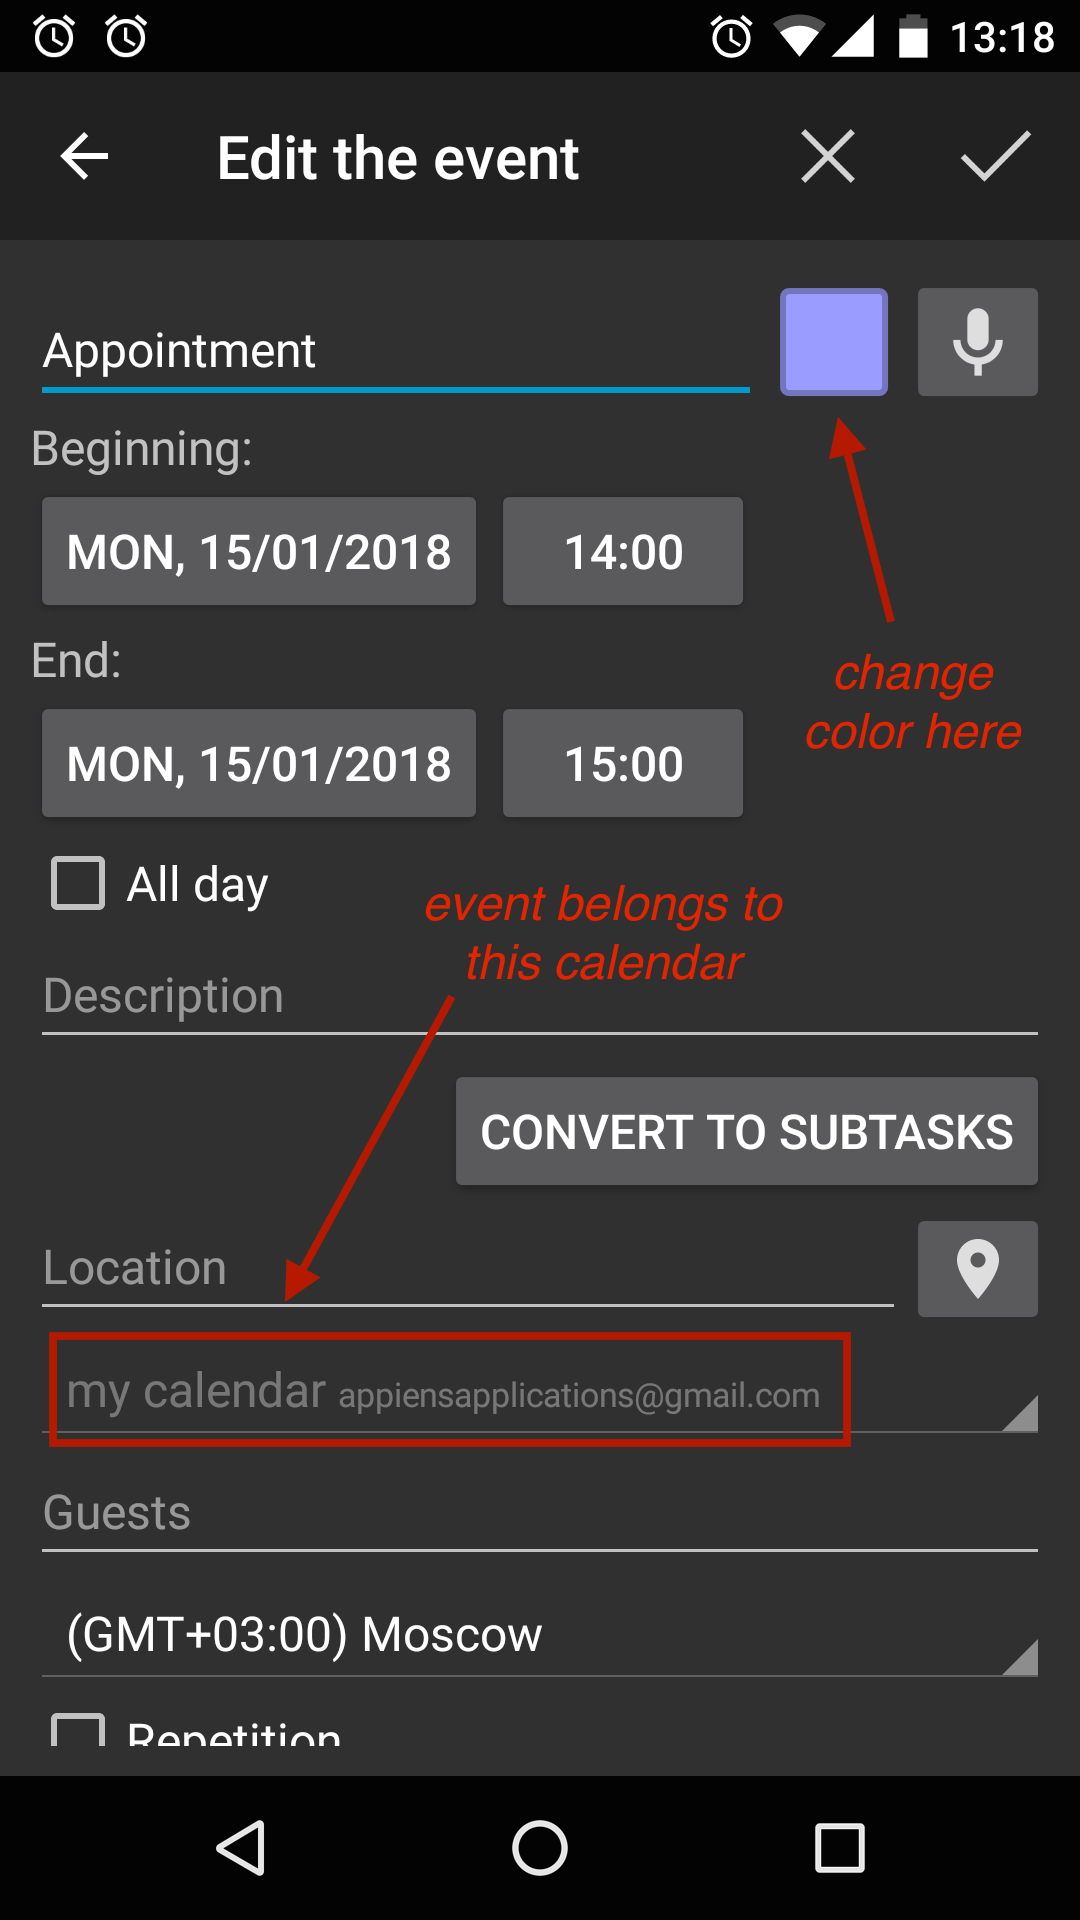 13:18
Edit the event
Appointment
Beginning:
MON, 15/01/2018 14:00
change
color here
End:
MON, 15/01/2018 15:00
All day
event belongs to
this calendar
Description
CONVERT TO SUBTASKS
Location
my calendar appiensapplications@gmail.com
Guests
(GMT+03:00) Moscow
Repetition